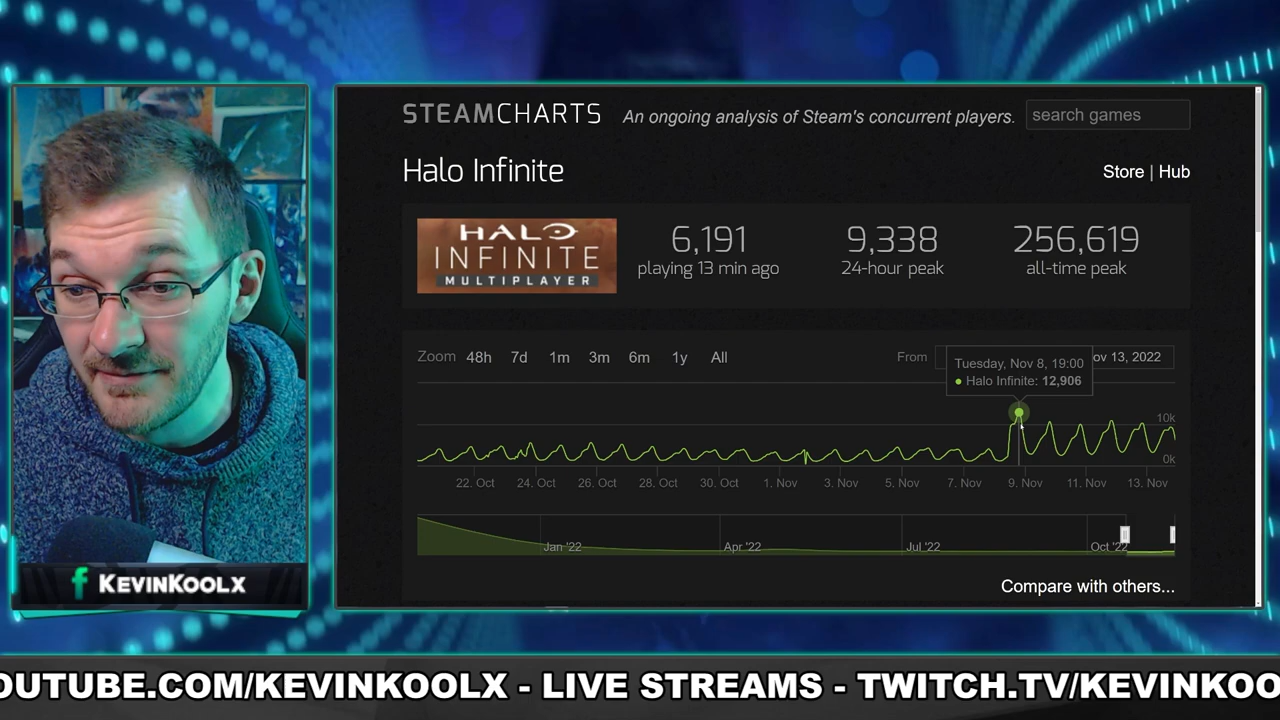 STEAMCHARTS An ongoing analysis of Steam's concurrent players. search games
Halo Infinite Store | Hub
HALO
INFINITE
MULTIPLAYER
6,191
playing 13 min ago
9,338
24-hour peak
256,619
all-time peak
Zoom 48h 7d 1m 3m 6m 1y All From ov 13, 2022
Tuesday, Nov 8, 19:00
Halo Infinite: 12,906
10k
0k
22. Oct 24. Oct 26. Oct 28. Oct 30. Oct 1. Nov 3. Nov 5. Nov 7. Nov 9. Nov 11. Nov 13. Nov
Jan '22 Apr '22 Jul '22 Oct '22
Compare with others...
f KEVINKOOLX
OUTUBE.COM/KEVINKOOLX - LIVE STREAMS - TWITCH.TV/KEVINKOO